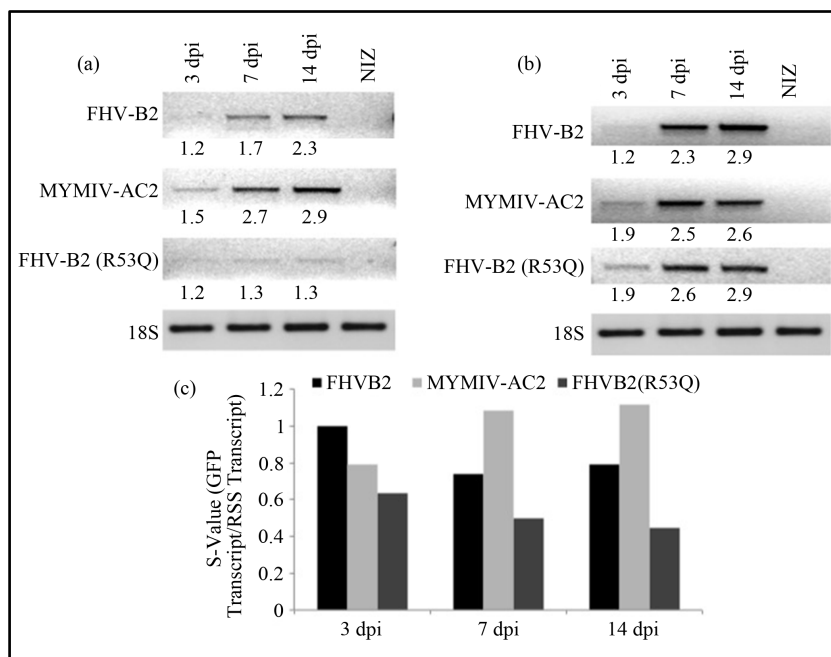 (a)
3 dpi 7 dpi 14 dpi NIZ
FHV-B2
1.2 1.7 2.3
MYMIV-AC2
1.5 2.7 2.9
FHV-B2 (R53Q)
1.2 1.3 1.3
18S
(b)
3 dpi 7 dpi 14 dpi NIZ
FHV-B2
1.2 2.3 2.9
MYMIV-AC2
1.9 2.5 2.6
FHV-B2 (R53Q)
1.9 2.6 2.9
18S
(c)
FHVB2 MYMIV-AC2 FHVB2(R53Q)
S-Value (GFP
Transcript/RSS Transcript)
1.2
1
0.8
0.6
0.4
0.2
0
3 dpi 7 dpi 14 dpi